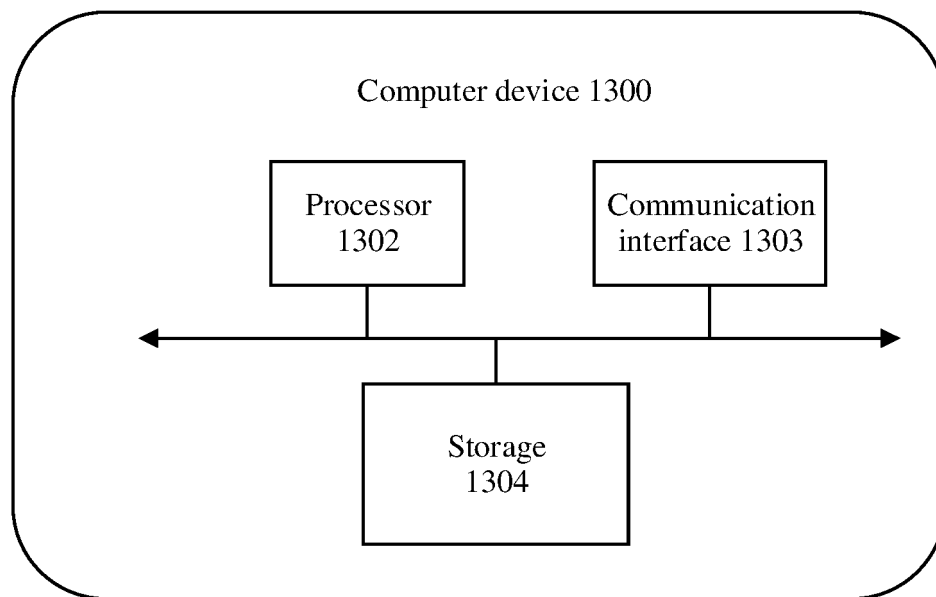 Computer device 1300
Processor
1302
Communication
interface 1303
Storage
1304